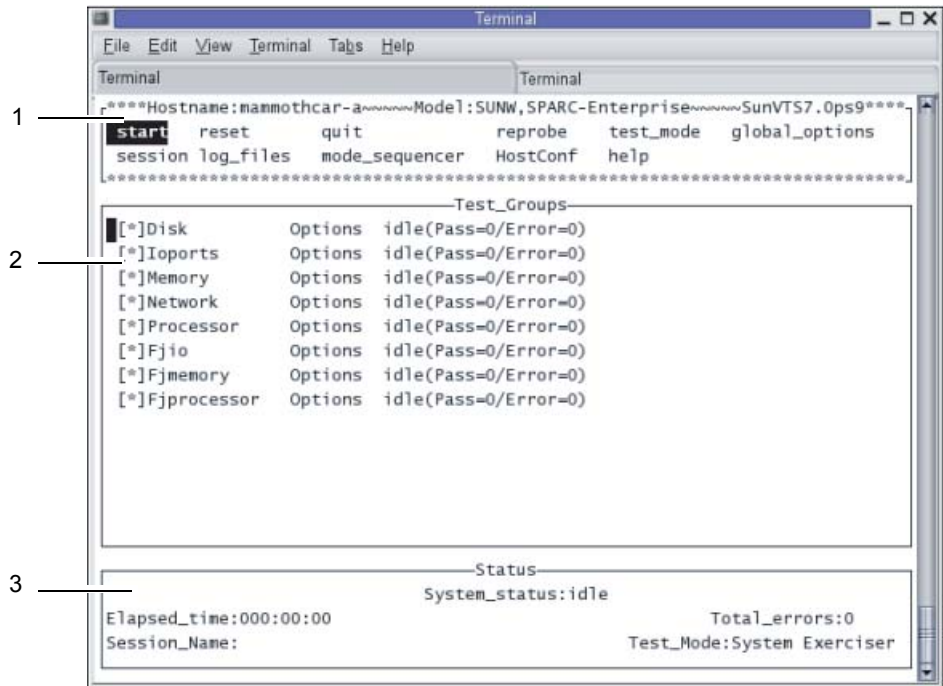 Terminal
File Edit View Terminal Tabs Help
Terminal Terminal
1
****Hostname:mammothcar-a~~~~~Model:SUNW,SPARC-Enterprise~~~~~SunVTS7.0ps9****
start reset quit reprobe test_mode global_options
session log_files mode_sequencer HostConf help
******************************************************************************
Test_Groups
[*]Disk Options idle(Pass=0/Error=0)
2
[*]Ioports Options idle(Pass=0/Error=0)
[*]Memory Options idle(Pass=0/Error=0)
[*]Network Options idle(Pass=0/Error=0)
[*]Processor Options idle(Pass=0/Error=0)
[*]Fjio Options idle(Pass=0/Error=0)
[*]Fjmemory Options idle(Pass=0/Error=0)
[*]Fjprocessor Options idle(Pass=0/Error=0)
Status
3
System_status:idle
Elapsed_time:000:00:00 Total_errors:0
Session_Name: Test_Mode:System Exerciser